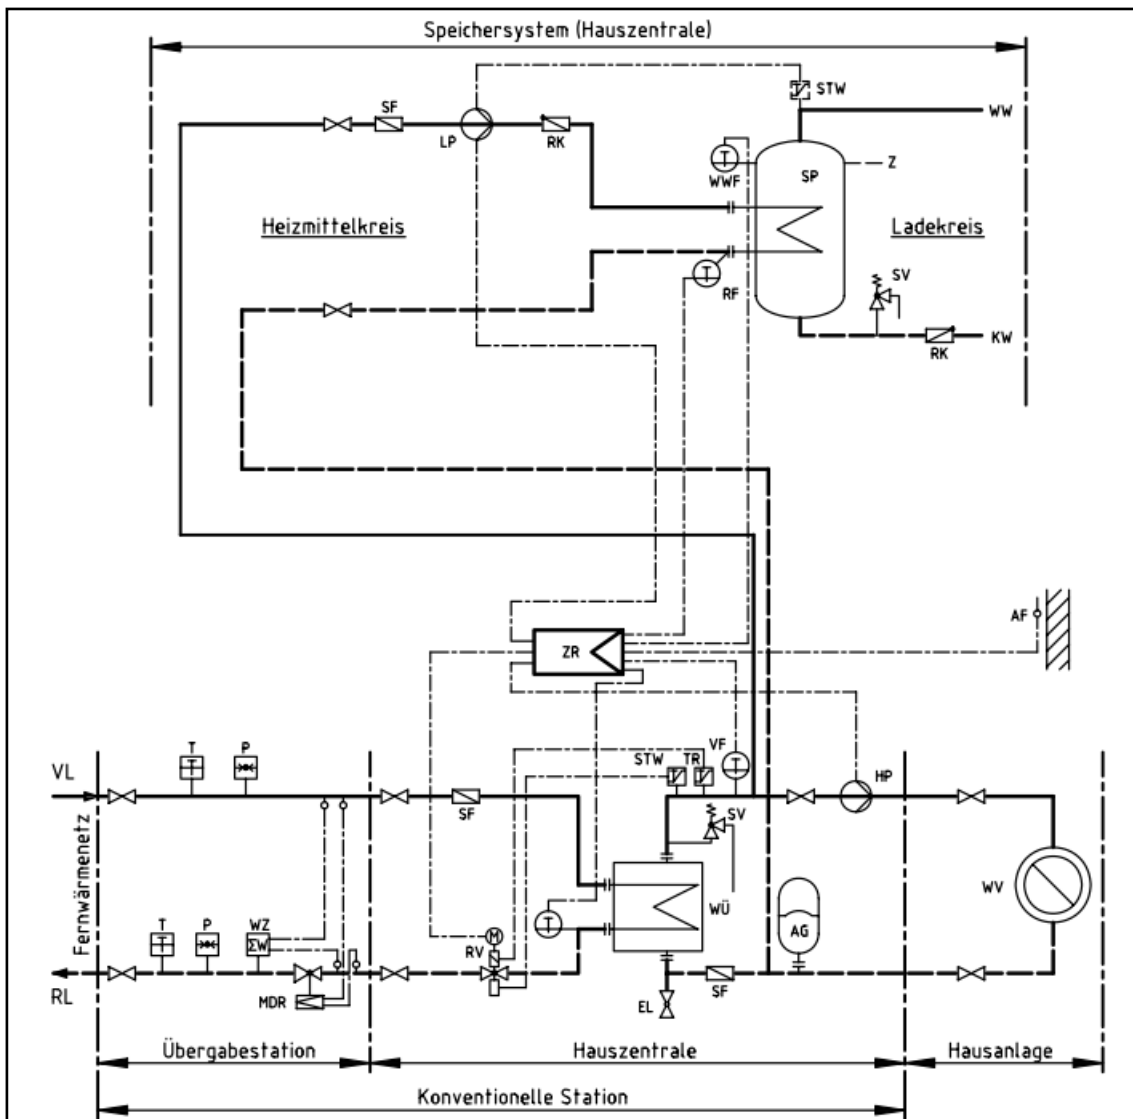 Speichersystem (Hauszentrale)
STW
SF
WW
LP
RK
WWF
SP
Z
Heizmittelkreis
Ladekreis
RF
SV
RK
KW
AF
ZR
T
P
STW
TR
VF
HP
VL
SF
SV
Fernwärmenetz
WV
WÜ
T
P
WZ
ΣW
M
RV
AG
RL
MDR
EL
SF
Übergabestation
Hauszentrale
Hausanlage
Konventionelle Station